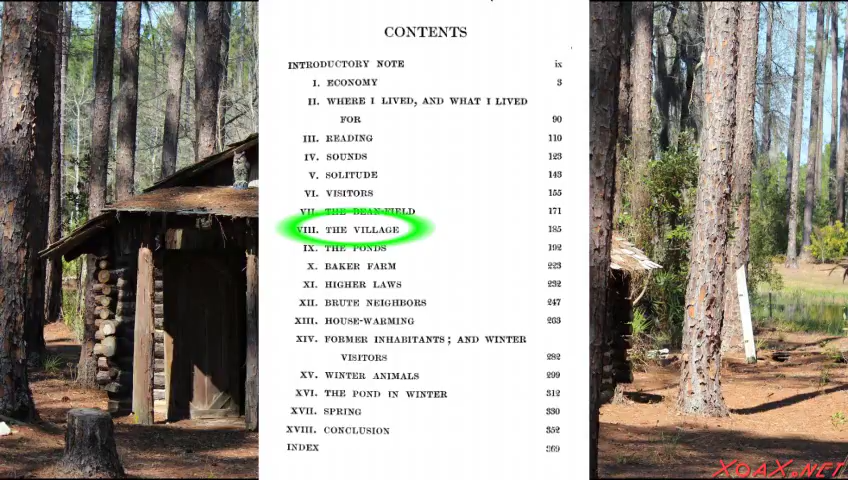 CONTENTS
INTRODUCTORY NOTE ix
I. ECONOMY 3
II. WHERE I LIVED, AND WHAT I LIVED
FOR 90
III. READING 110
IV. SOUNDS 123
V. SOLITUDE 143
VI. VISITORS 155
VII. THE BEAN-FIELD 171
VIII. THE VILLAGE 185
IX. THE PONDS 192
X. BAKER FARM 223
XI. HIGHER LAWS 232
XII. BRUTE NEIGHBORS 247
XIII. HOUSE-WARMING 263
XIV. FORMER INHABITANTS; AND WINTER
VISITORS 282
XV. WINTER ANIMALS 299
XVI. THE POND IN WINTER 312
XVII. SPRING 330
XVIII. CONCLUSION 352
INDEX 369
XOAX.NET